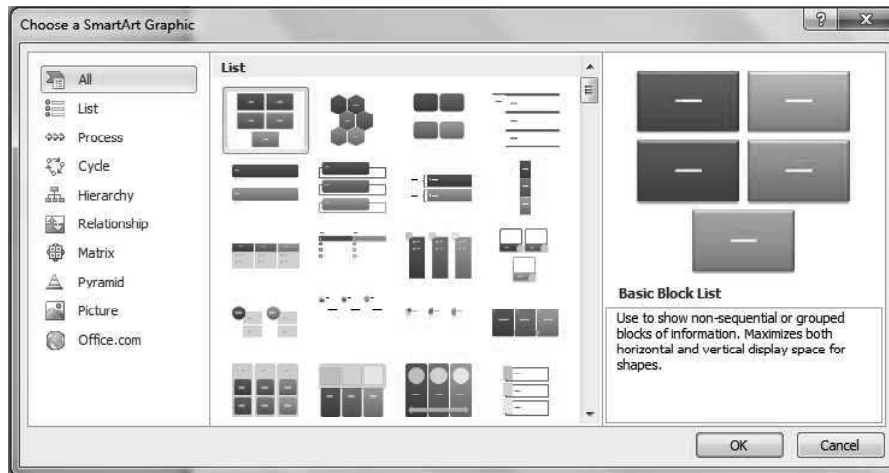 Choose a SmartArt Graphic
All
List
Process
Cycle
Hierarchy
Relationship
Matrix
Pyramid
Picture
Office.com
List
Basic Block List
Use to show non-sequential or grouped
blocks of information. Maximizes both
horizontal and vertical display space for
shapes.
OK
Cancel